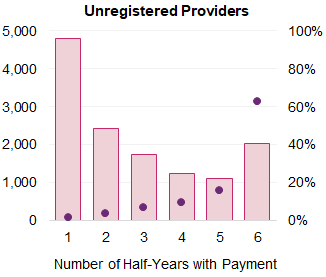 Unregistered Providers
5,000 100%
4,000 80%
3,000 60%
2,000 40%
1,000 20%
0 0%
1 2 3 4 5 6
Number of Half-Years with Payment